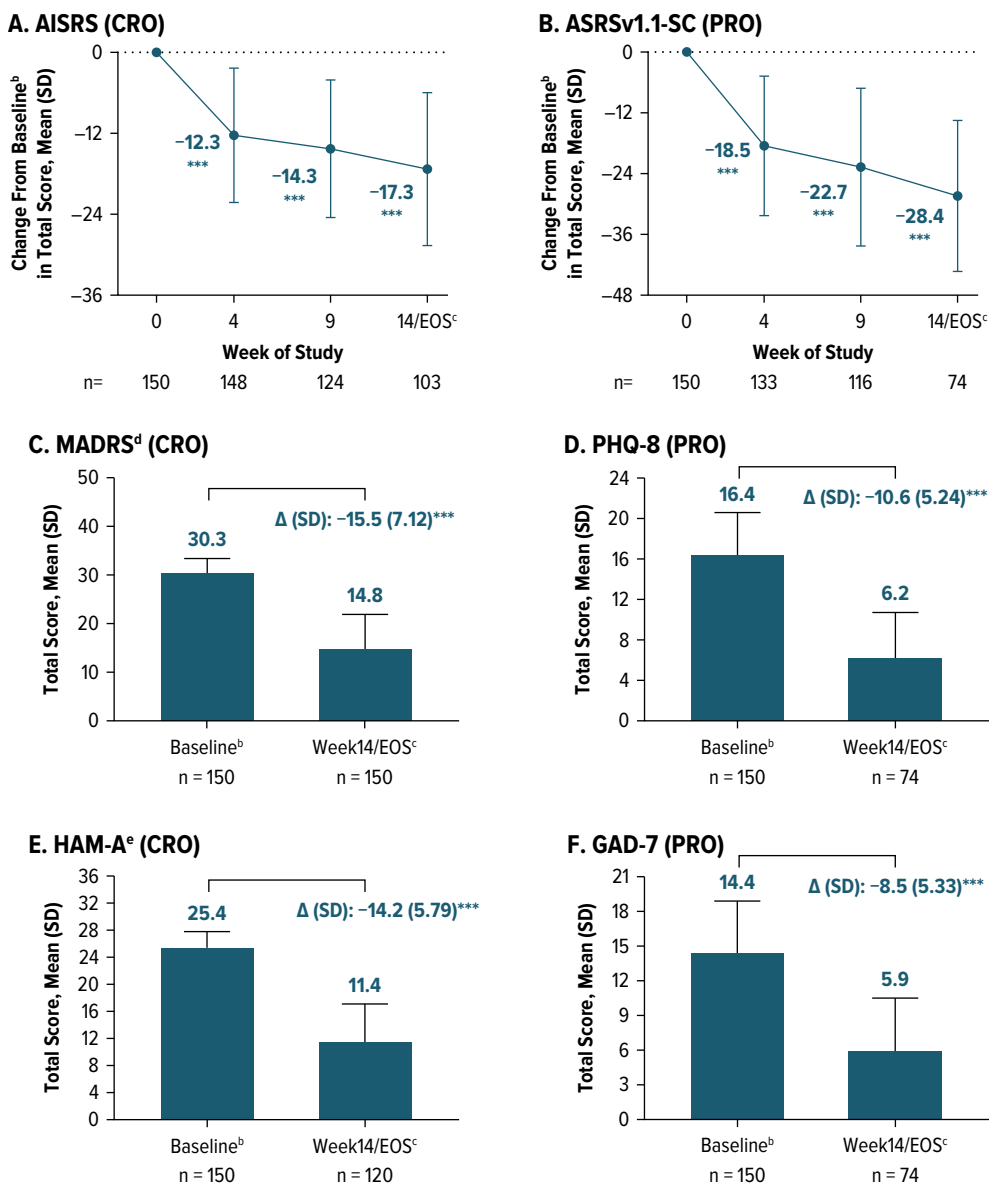 A. AISRS (CRO)
Change From Baselineᵇ
in Total Score, Mean (SD)
0
−12
−24
−36
−12.3
***
−14.3
***
−17.3
***
0 4 9 14/EOSᶜ
Week of Study
n= 150 148 124 103
B. ASRSv1.1-SC (PRO)
Change From Baselineᵇ
in Total Score, Mean (SD)
0
−12
−24
−36
−48
−18.5
***
−22.7
***
−28.4
***
0 4 9 14/EOSᶜ
Week of Study
n= 150 133 116 74
C. MADRSᵈ (CRO)
Total Score, Mean (SD)
50
40
30
20
10
0
Δ (SD): −15.5 (7.12)***
30.3
14.8
Baselineᵇ Week14/EOSᶜ
n = 150 n = 150
D. PHQ-8 (PRO)
Total Score, Mean (SD)
24
20
16
12
8
4
0
16.4
Δ (SD): −10.6 (5.24)***
6.2
Baselineᵇ Week14/EOSᶜ
n = 150 n = 74
E. HAM-Aᵉ (CRO)
Total Score, Mean (SD)
36
32
28
24
20
16
12
8
4
0
25.4
Δ (SD): −14.2 (5.79)***
11.4
Baselineᵇ Week14/EOSᶜ
n = 150 n = 120
F. GAD-7 (PRO)
Total Score, Mean (SD)
21
18
15
12
9
6
3
0
14.4
Δ (SD): −8.5 (5.33)***
5.9
Baselineᵇ Week14/EOSᶜ
n = 150 n = 74